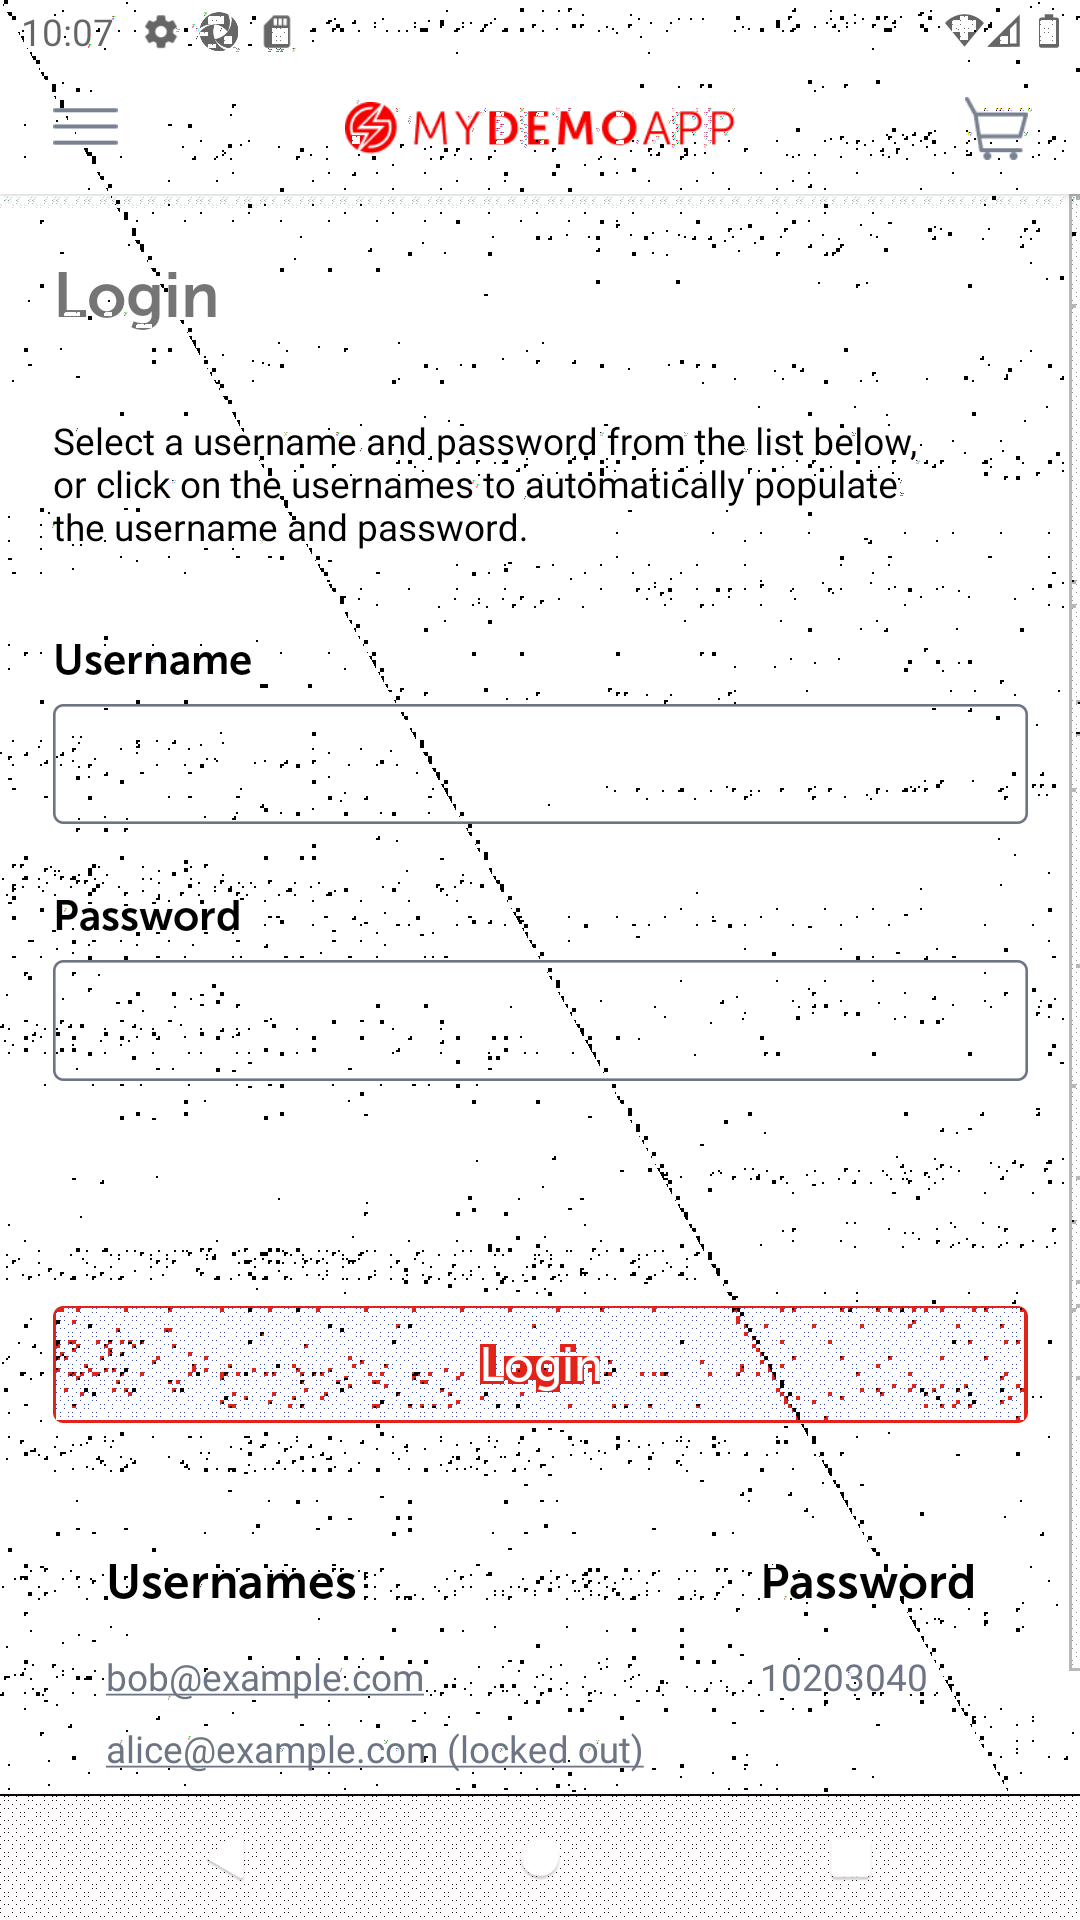 10:07
MYDEMOAPP
Login
Select a username and password from the list below,
or click on the usernames to automatically populate
the username and password.
Username
Password
Login
Usernames Password
bob@example.com 10203040
alice@example.com (locked out)